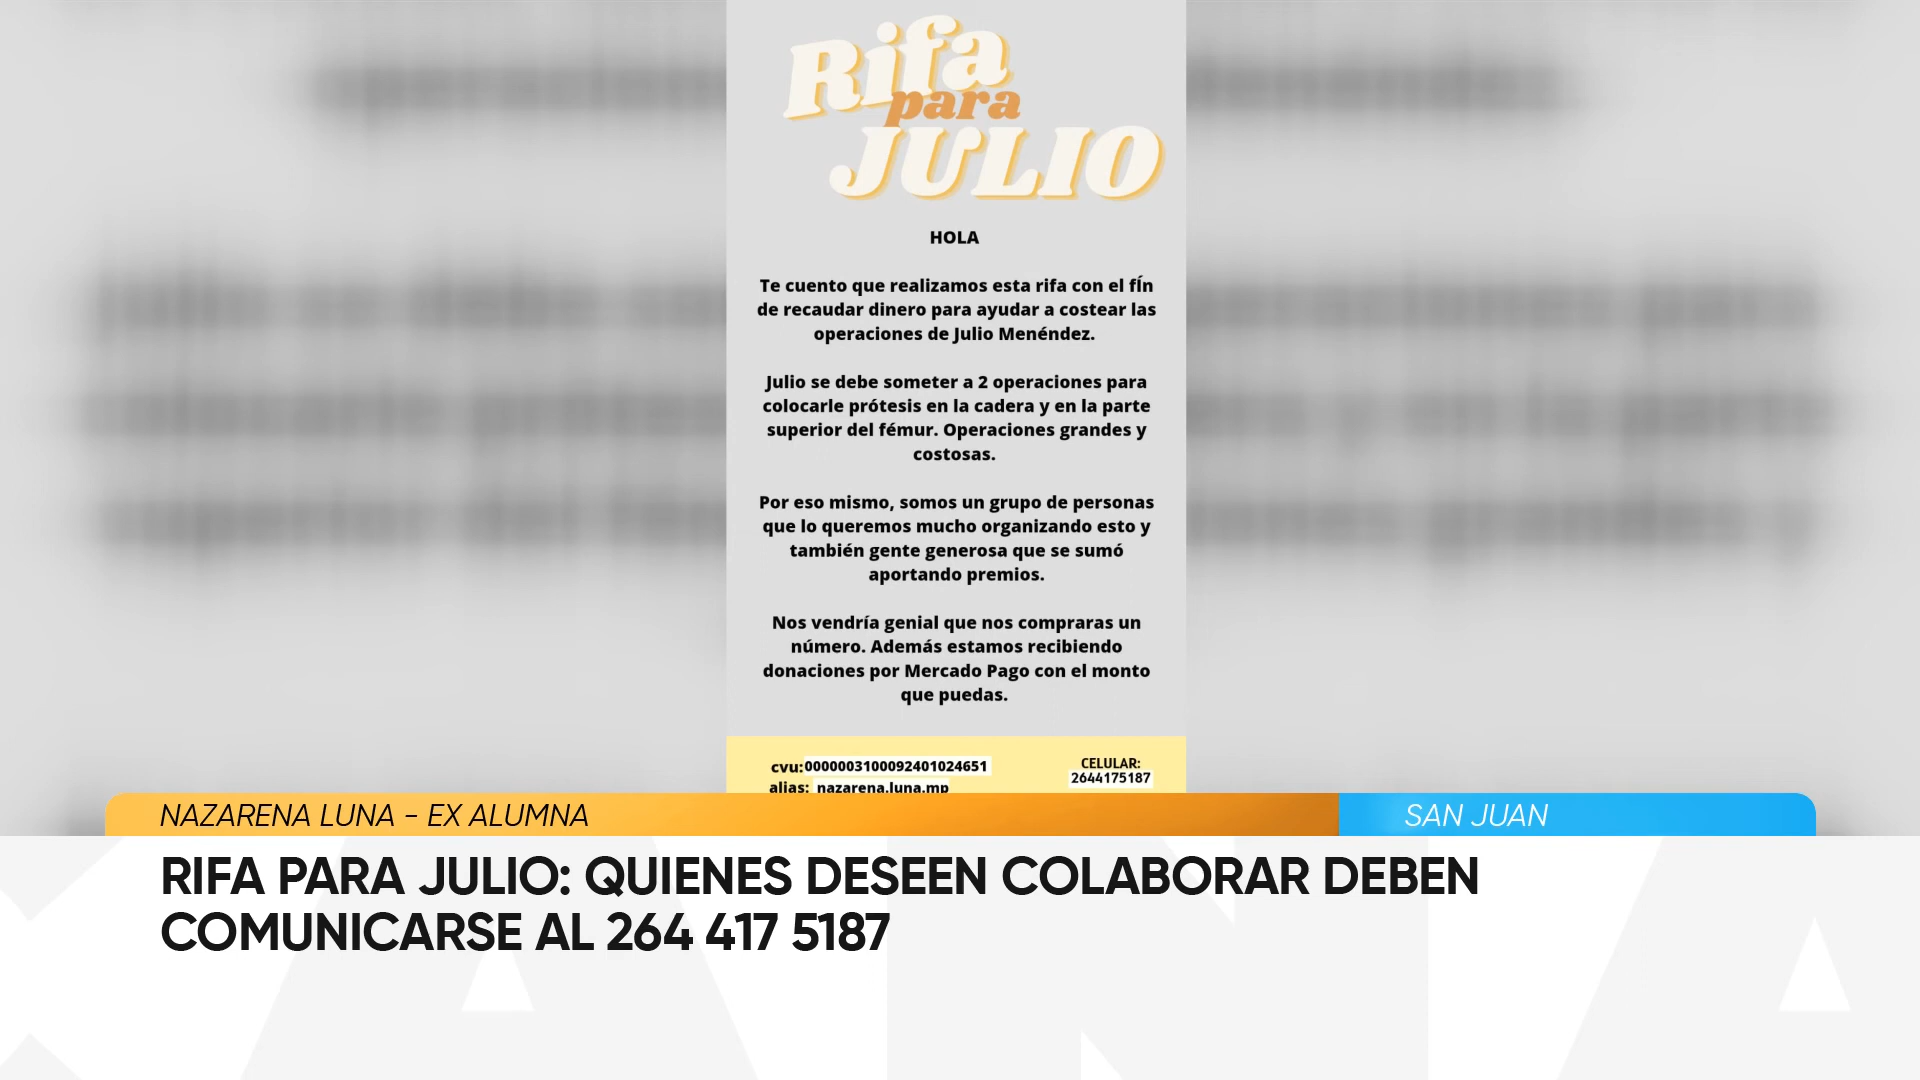 Rifa
para
JULIO
HOLA
Te cuento que realizamos esta rifa con el fÍn
de recaudar dinero para ayudar a costear las
operaciones de Julio Menéndez.
Julio se debe someter a 2 operaciones para
colocarle prótesis en la cadera y en la parte
superior del fémur. Operaciones grandes y
costosas.
Por eso mismo, somos un grupo de personas
que lo queremos mucho organizando esto y
también gente generosa que se sumó
aportando premios.
Nos vendría genial que nos compraras un
número. Además estamos recibiendo
donaciones por Mercado Pago con el monto
que puedas.
cvu: 0000003100092401024651
alias: nazarena.luna.mp
CELULAR:
2644175187
NAZARENA LUNA - EX ALUMNA
SAN JUAN
RIFA PARA JULIO: QUIENES DESEEN COLABORAR DEBEN
COMUNICARSE AL 264 417 5187